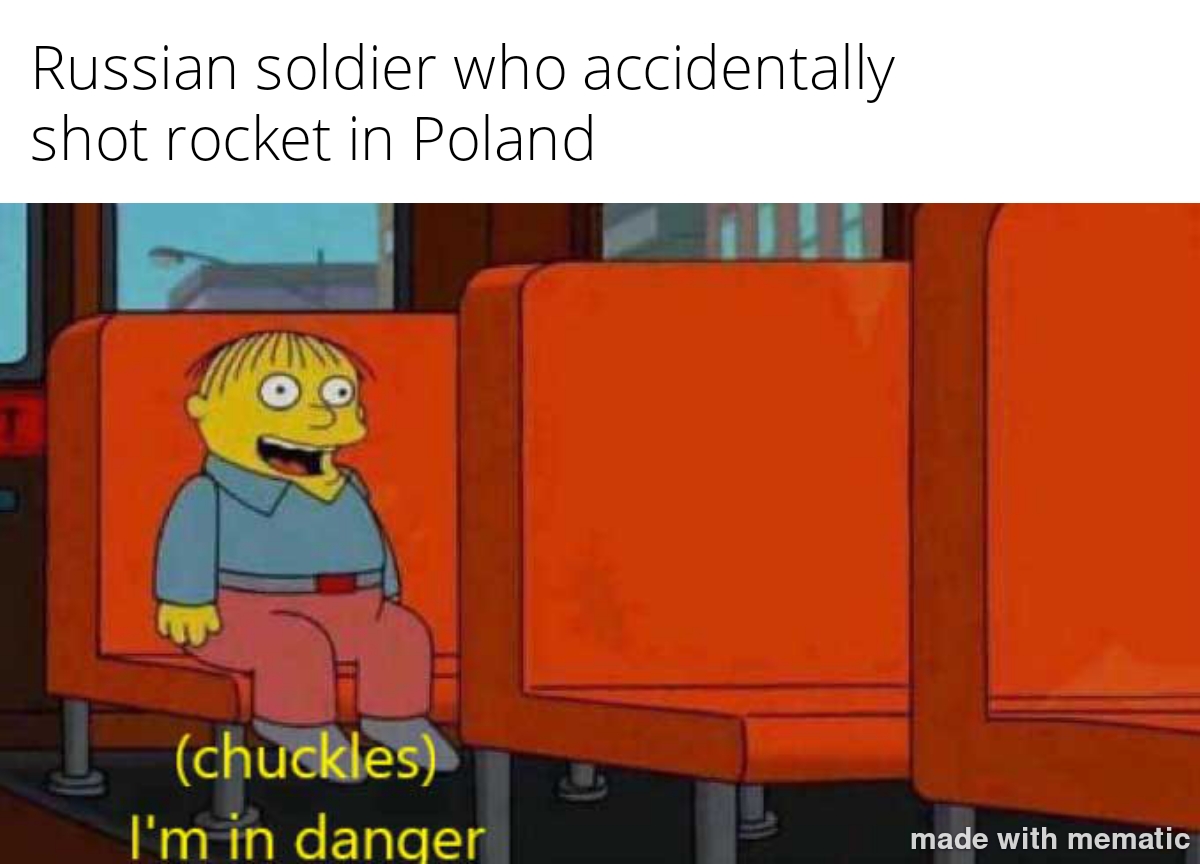 Russian soldier who accidentally
shot rocket in Poland
T
(chuckles)
I'm in danger
made with mematic